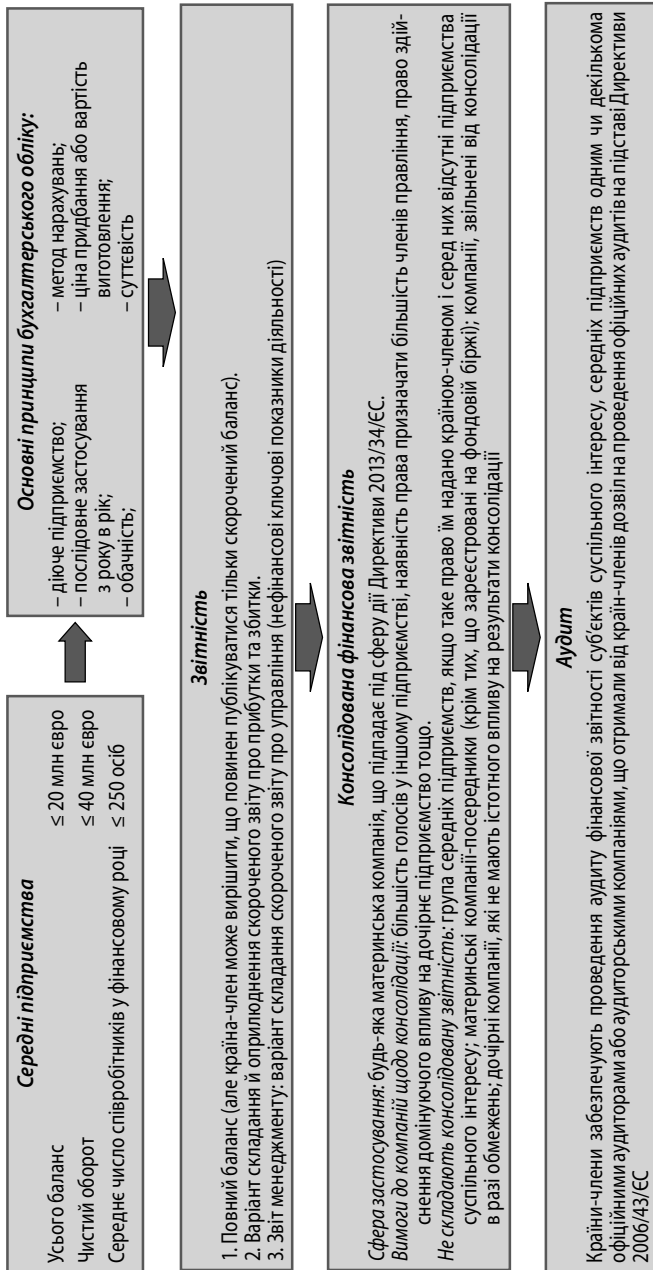 Середні підприємства
Усього баланс ≤ 20 млн євро
Чистий оборот ≤ 40 млн євро
Середнє число співробітників у фінансовому році ≤ 250 осіб
Основні принципи бухгалтерського обліку:
– діюче підприємство;
– послідовне застосування
з року в рік;
– обачність;
– метод нарахувань;
– ціна придбання або вартість
виготовлення;
– суттєвість
Звітність
1. Повний баланс (але країна-член може вирішити, що повинен публікуватися тільки скорочений баланс).
2. Варіант складання й оприлюднення скороченого звіту про прибутки та збитки.
3. Звіт менеджменту: варіант складання скороченого звіту про управління (нефінансові ключові показники діяльності)
Консолідована фінансова звітність
Сфера застосування: будь-яка материнська компанія, що підпадає під сферу дії Директиви 2013/34/ЄС.
Вимоги до компаній щодо консолідації: більшість голосів у іншому підприємстві, наявність права призначати більшість членів правління, право здій-
снення домінуючого впливу на дочірнє підприємство тощо.
Не складають консолідовану звітність: група середніх підприємств, якщо таке право їм надано країною-членом і серед них відсутні підприємства
суспільного інтересу; материнські компанії-посередники (крім тих, що зареєстровані на фондовій біржі); компанії, звільнені від консолідації
в разі обмежень; дочірні компанії, які не мають істотного впливу на результати консолідації
Аудит
Країни-члени забезпечують проведення аудиту фінансової звітності суб’єктів суспільного інтересу, середніх підприємств одним чи декількома
офіційними аудиторами або аудиторськими компаніями, що отримали від країн-членів дозвіл на проведення офіційних аудитів на підставі Директиви
2006/43/ЄС